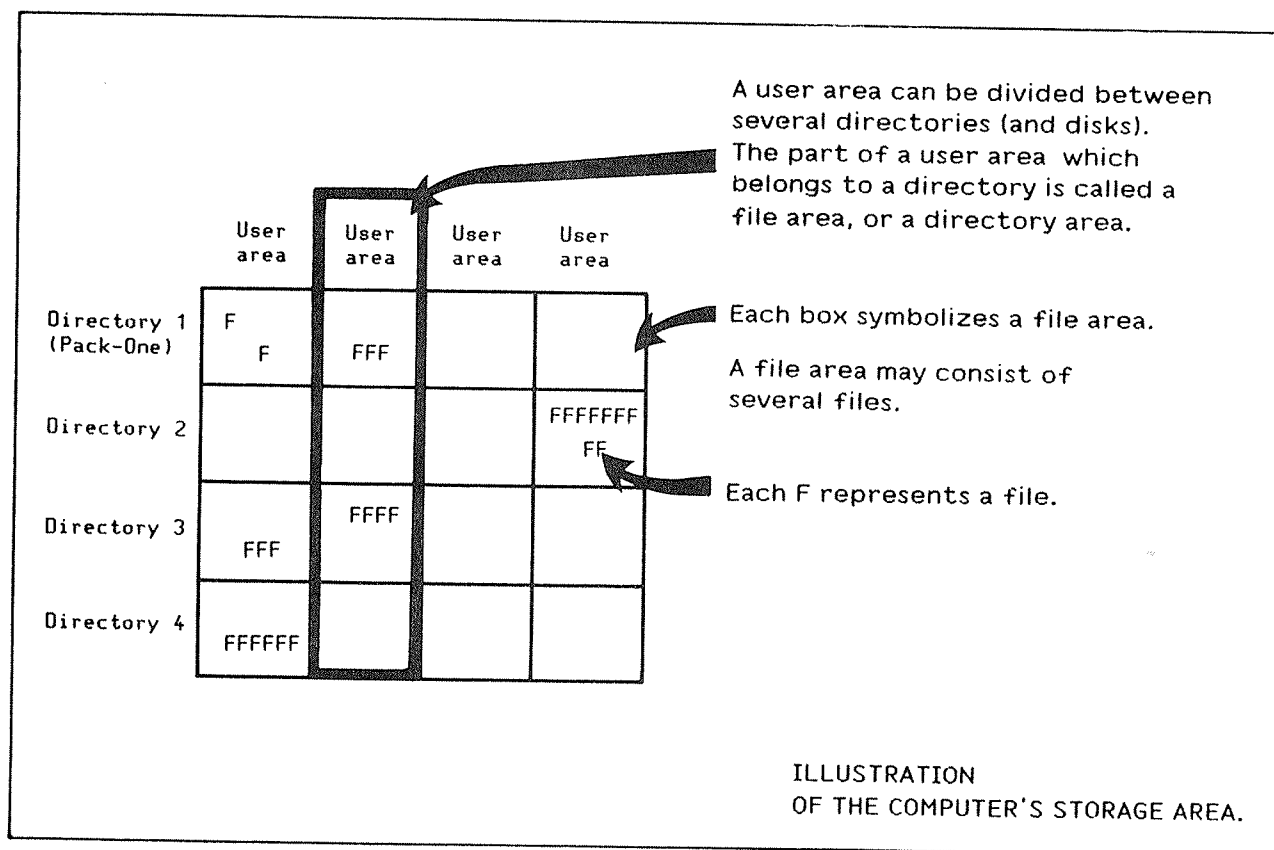 A user area can be divided between
several directories (and disks).
The part of a user area which
belongs to a directory is called a
file area, or a directory area.
User area
User area
User area
User area
Directory 1
(Pack-One)
F
F
FFF
Each box symbolizes a file area.
A file area may consist of
several files.
Directory 2
FFFFFFF
FF
Each F represents a file.
Directory 3
FFF
FFFF
Directory 4
FFFFFF
ILLUSTRATION
OF THE COMPUTER'S STORAGE AREA.